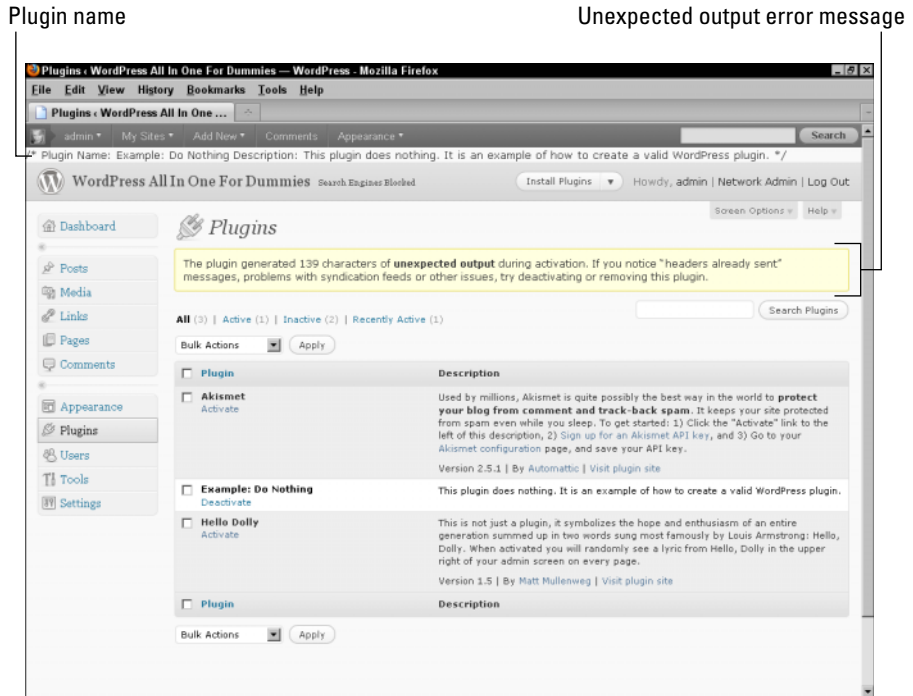 Plugin name
Unexpected output error message
Plugins ‹ WordPress All In One For Dummies — WordPress - Mozilla Firefox
File Edit View History Bookmarks Tools Help
Plugins ‹ WordPress All In One ...
admin My Sites Add New Comments Appearance Search
/* Plugin Name: Example: Do Nothing Description: This plugin does nothing. It is an example of how to create a valid WordPress plugin. */
WordPress All In One For Dummies Search Engines Blocked Install Plugins Howdy, admin | Network Admin | Log Out
Screen Options Help
Dashboard
Posts
Media
Links
Pages
Comments
Appearance
Plugins
Users
Tools
Settings
Plugins
The plugin generated 139 characters of unexpected output during activation. If you notice “headers already sent”
messages, problems with syndication feeds or other issues, try deactivating or removing this plugin.
Search Plugins
All (3) | Active (1) | Inactive (2) | Recently Active (1)
Bulk Actions Apply
Plugin Description
Akismet
Activate
Used by millions, Akismet is quite possibly the best way in the world to protect
your blog from comment and track-back spam. It keeps your site protected
from spam even while you sleep. To get started: 1) Click the "Activate" link to the
left of this description, 2) Sign up for an Akismet API key, and 3) Go to your
Akismet configuration page, and save your API key.
Version 2.5.1 | By Automattic | Visit plugin site
Example: Do Nothing
Deactivate
This plugin does nothing. It is an example of how to create a valid WordPress plugin.
Hello Dolly
Activate
This is not just a plugin, it symbolizes the hope and enthusiasm of an entire
generation summed up in two words sung most famously by Louis Armstrong: Hello,
Dolly. When activated you will randomly see a lyric from Hello, Dolly in the upper
right of your admin screen on every page.
Version 1.5 | By Matt Mullenweg | Visit plugin site
Plugin Description
Bulk Actions Apply